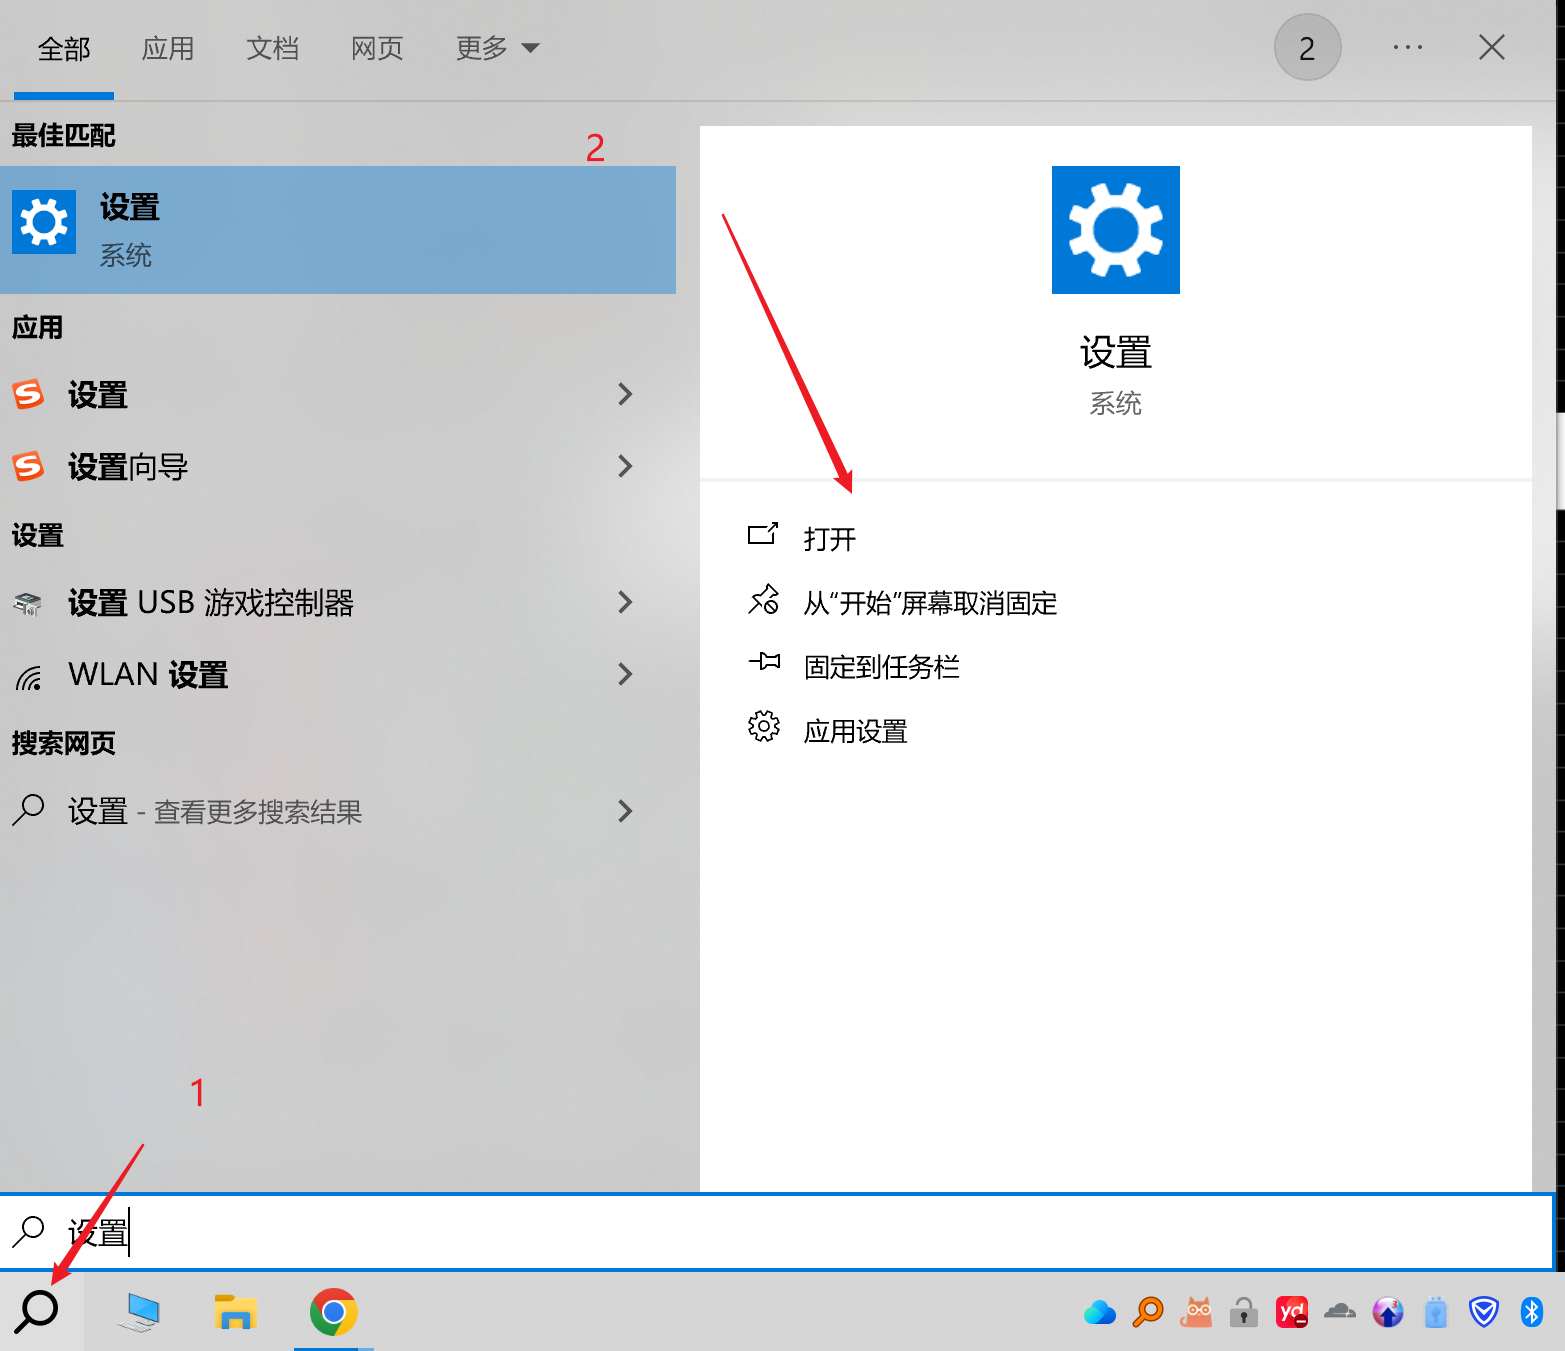 全部 应用 文档 网页 更多 2
最佳匹配
2
设置
系统
应用
设置
设置向导
设置
设置 USB 游戏控制器
WLAN 设置
搜索网页
设置 - 查看更多搜索结果
设置
系统
打开
从“开始”屏幕取消固定
固定到任务栏
应用设置
1
设置
yd
3